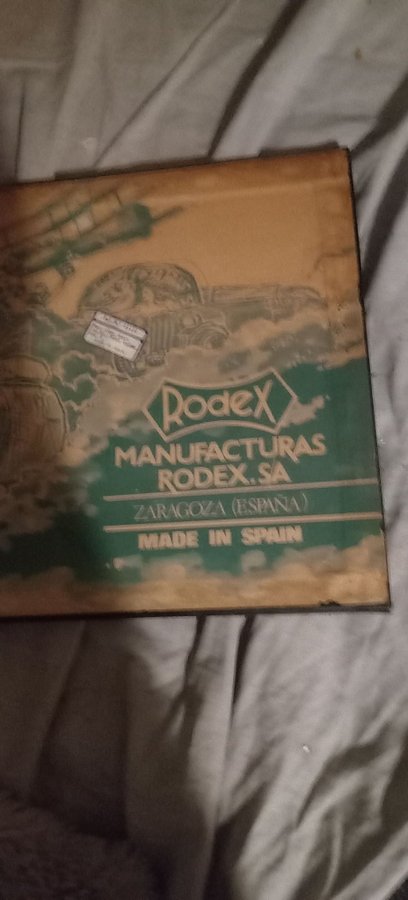 Rodex
MANUFACTURAS
RODEX.SA
ZARAGOZA (ESPAÑA)
MADE IN SPAIN